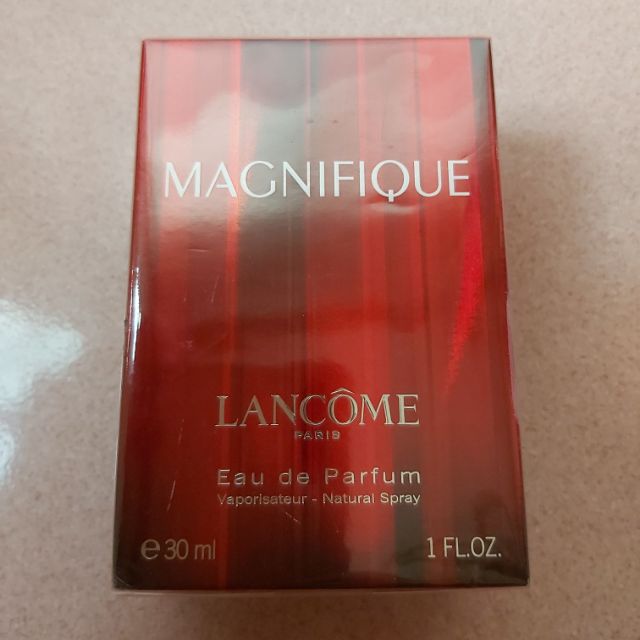 MAGNIFIQUE
LANCÔME
PARIS
Eau de Parfum
Vaporisateur - Natural Spray
℮ 30 ml 1 FL.OZ.